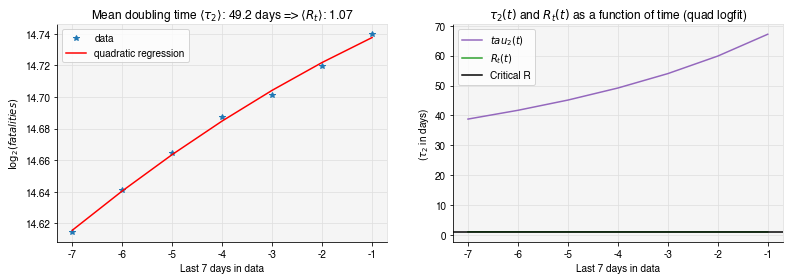 Mean doubling time ⟨τ₂⟩: 49.2 days => ⟨Rₜ⟩: 1.07
data
quadratic regression
log₂(fatalities)
14.74
14.72
14.70
14.68
14.66
14.64
14.62
-7 -6 -5 -4 -3 -2 -1
Last 7 days in data
τ₂(t) and Rₜ(t) as a function of time (quad logfit)
tau₂(t)
Rₜ(t)
Critical R
(τ₂ in days)
70
60
50
40
30
20
10
0
-7 -6 -5 -4 -3 -2 -1
Last 7 days in data